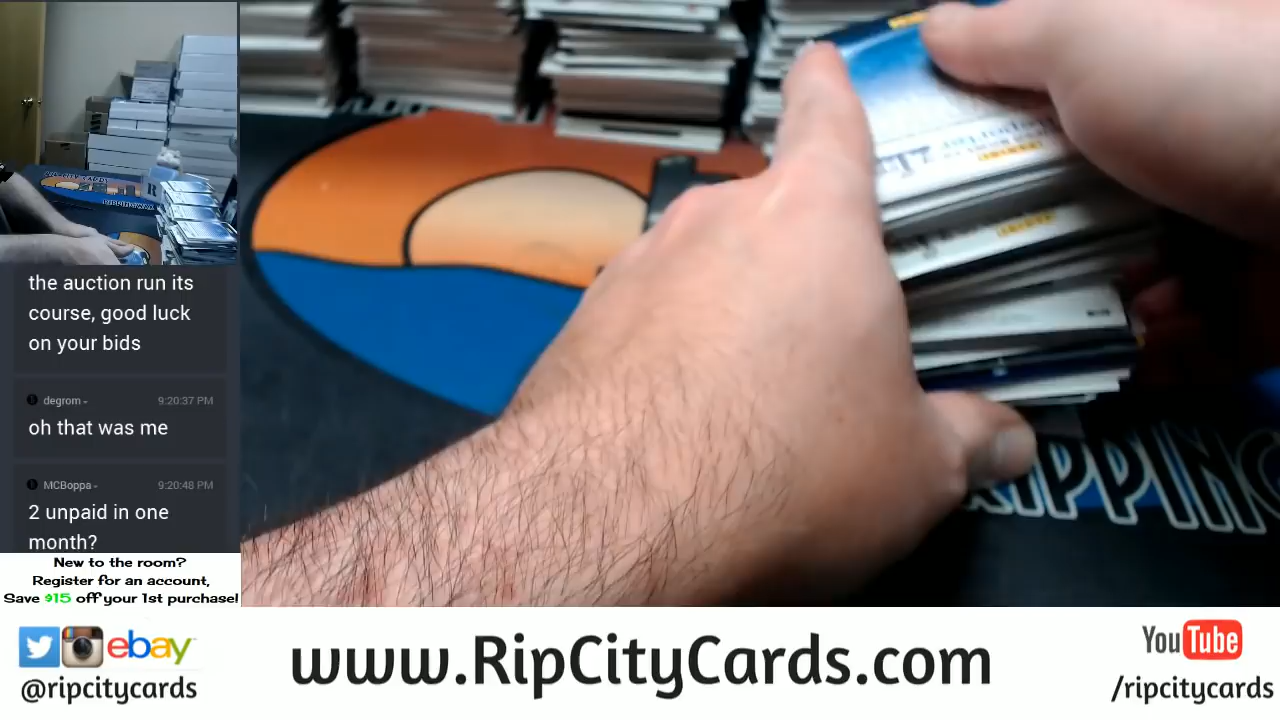 the auction run its
course, good luck
on your bids
degrom - 9:20:37 PM
oh that was me
MCBoppa - 9:20:48 PM
2 unpaid in one
month?
New to the room?
Register for an account,
Save $15 off your 1st purchase!
RIPPING
ebay
@ripcitycards
www.RipCityCards.com
YouTube
/ripcitycards